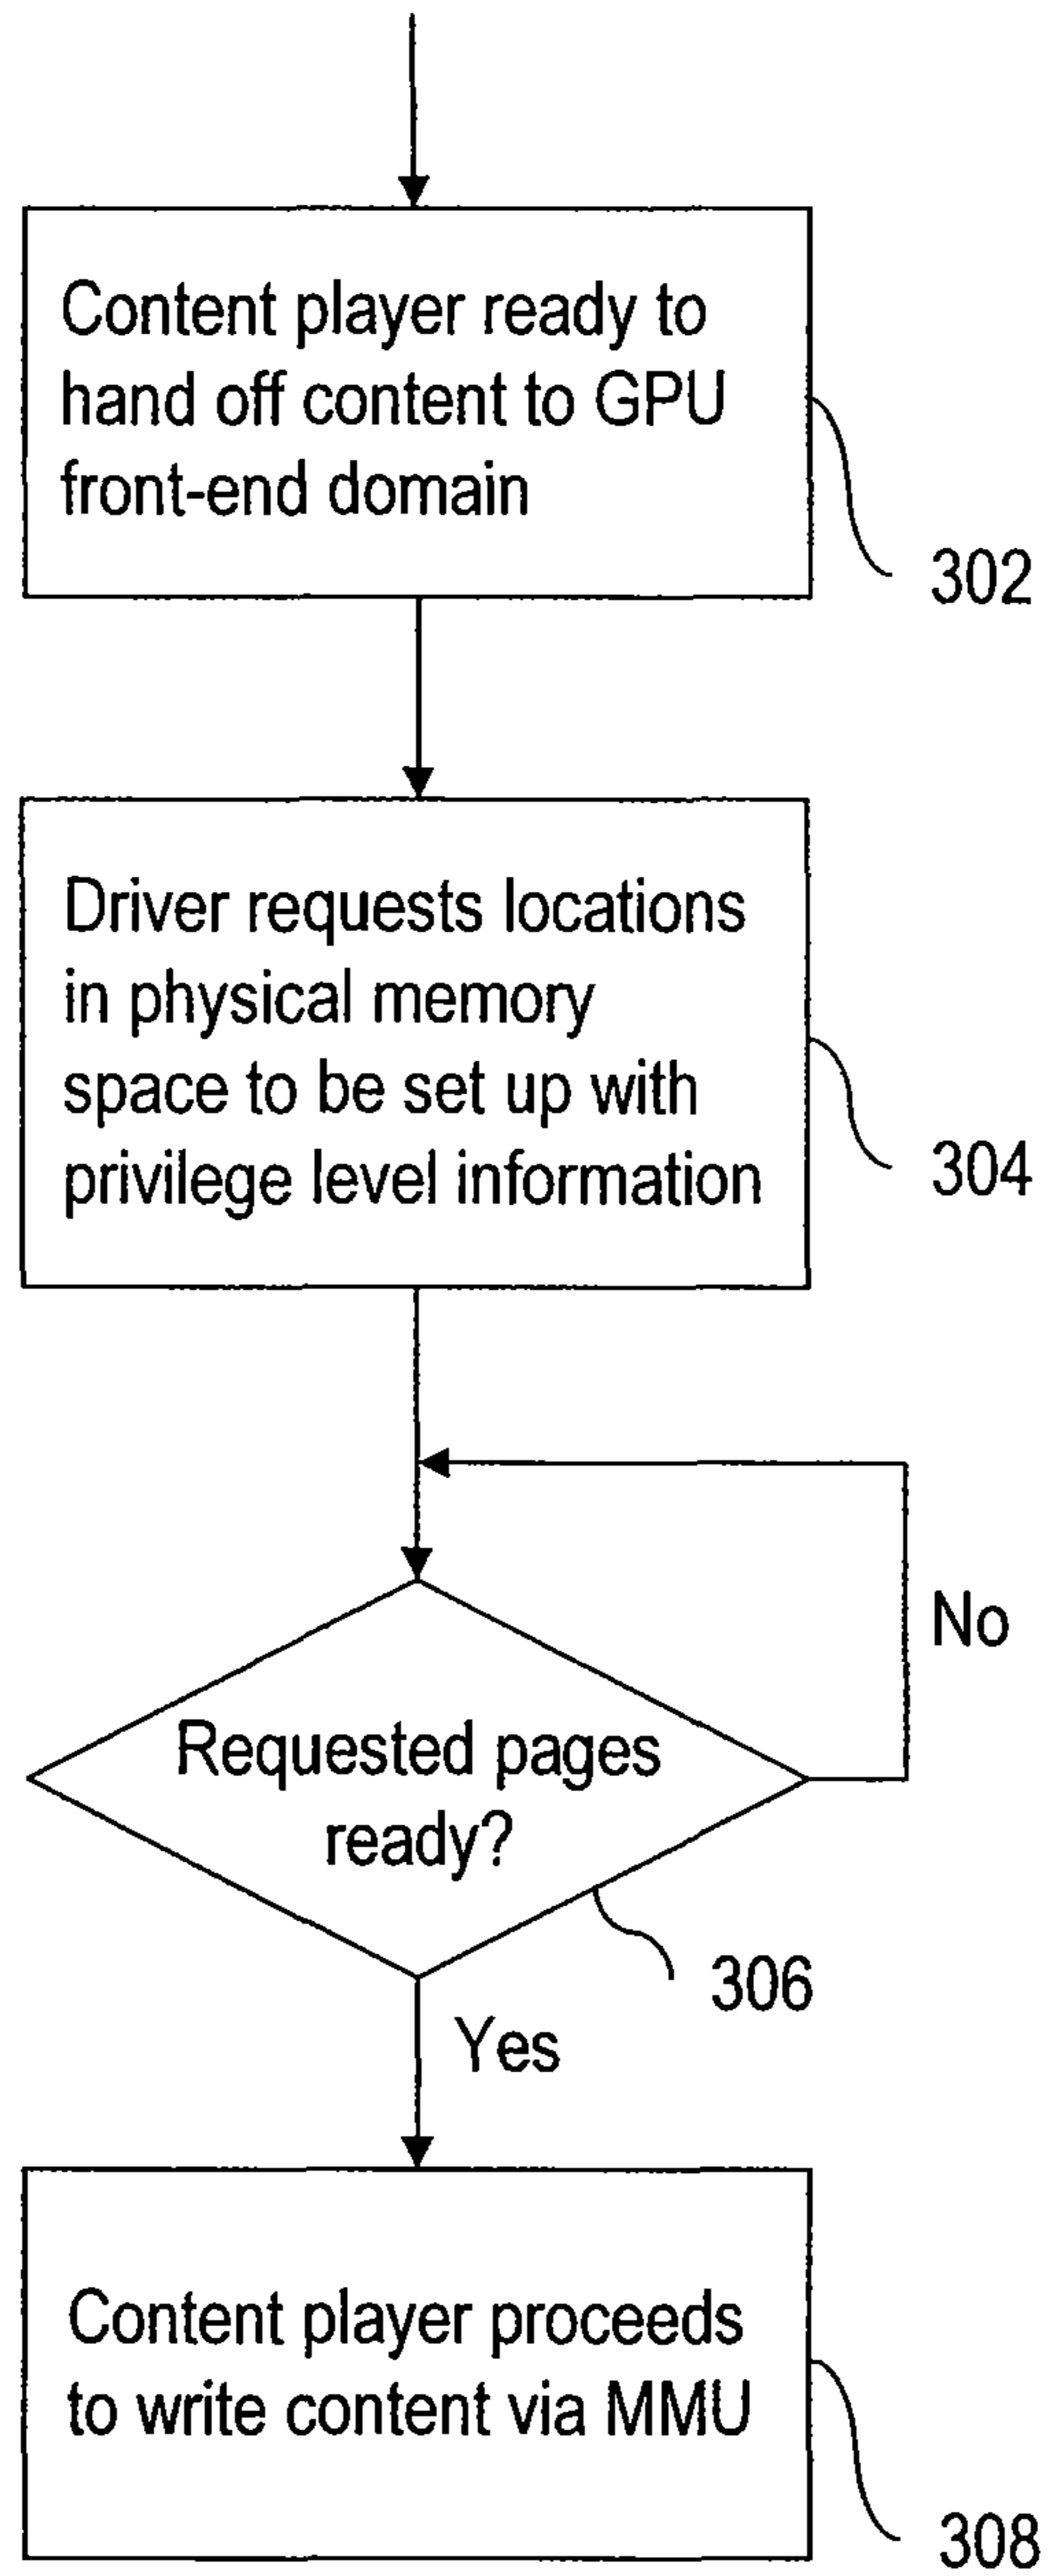 Content player ready to
hand off content to GPU
front-end domain
302
Driver requests locations
in physical memory
space to be set up with
privilege level information
304
No
Requested pages
ready?
306
Yes
Content player proceeds
to write content via MMU
308